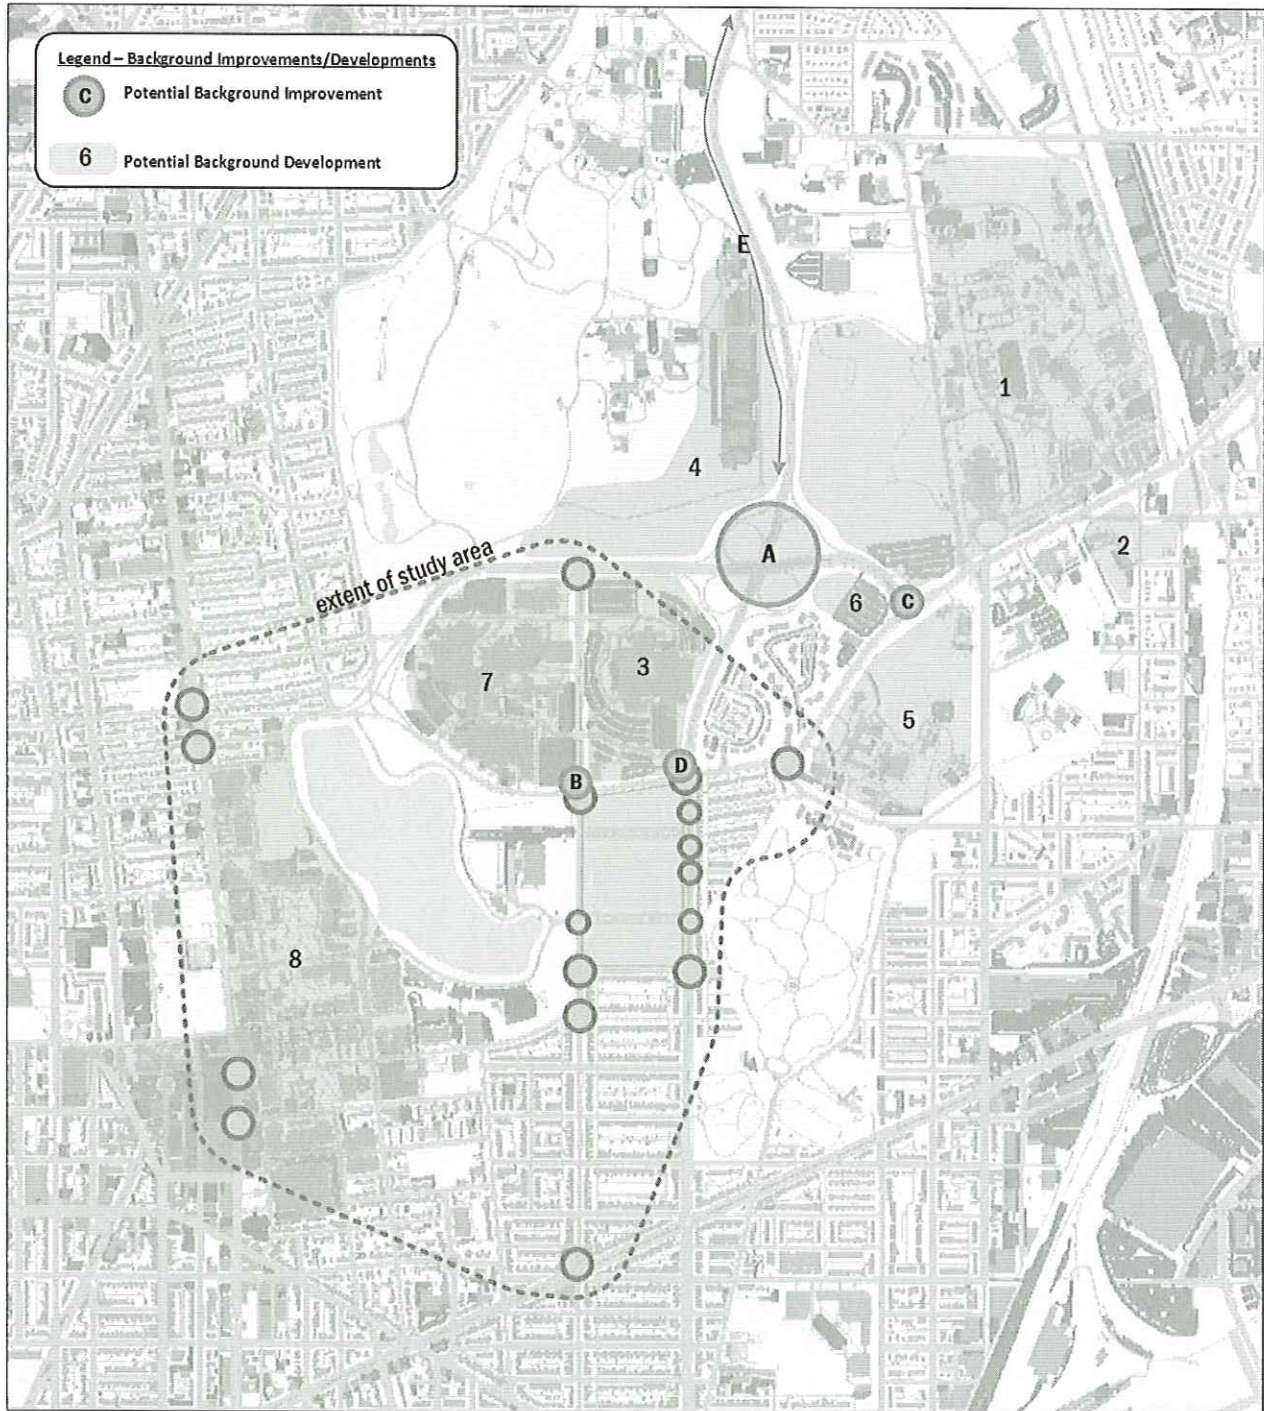 Legend – Background Improvements/Developments
C Potential Background Improvement
6 Potential Background Development
E
1
4
extent of study area
A
2
6
C
3
7
5
D
B
8